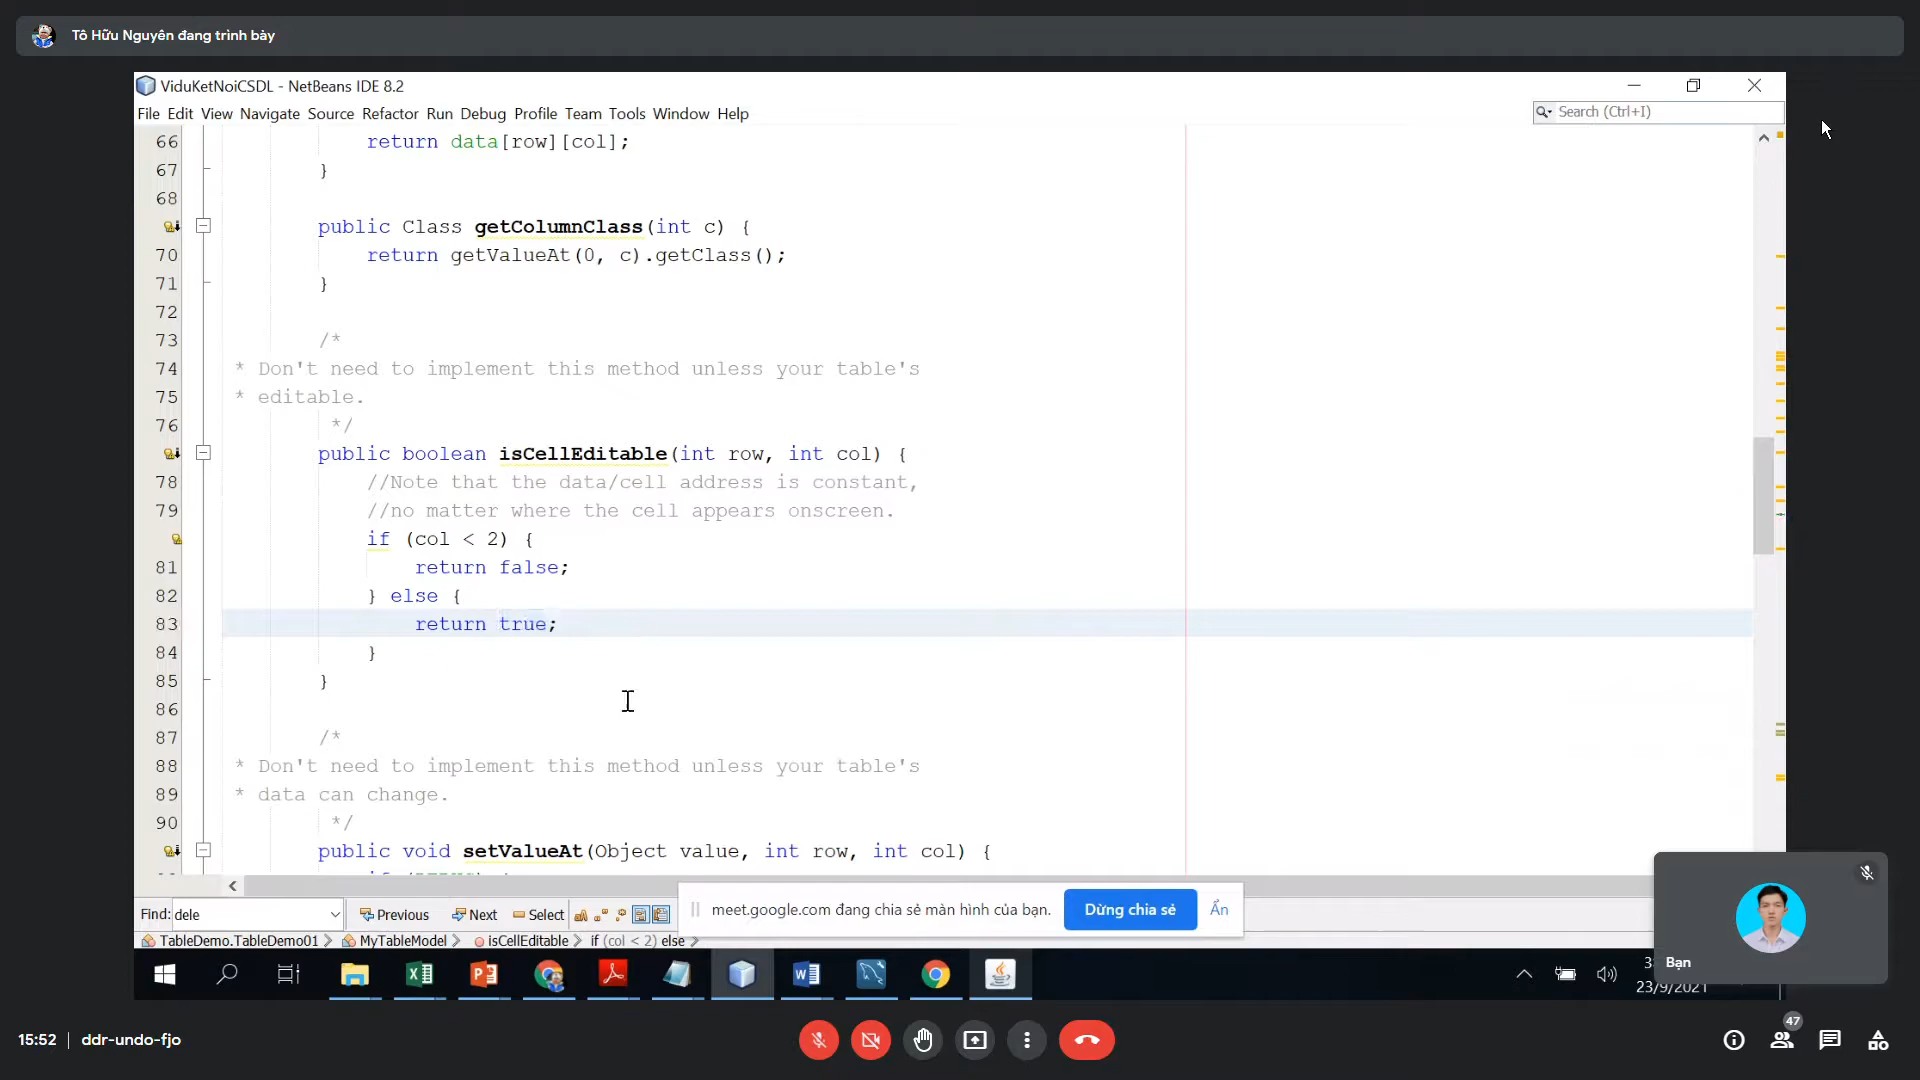 Tô Hữu Nguyên đang trình bày
ViduKetNoiCSDL - NetBeans IDE 8.2
File Edit View Navigate Source Refactor Run Debug Profile Team Tools Window Help
Search (Ctrl+I)
66 return data[row][col];
67 }
68
public Class getColumnClass(int c) {
70 return getValueAt(0, c).getClass();
71 }
72
73 /*
74 * Don't need to implement this method unless your table's
75 * editable.
76 */
public boolean isCellEditable(int row, int col) {
78 //Note that the data/cell address is constant,
79 //no matter where the cell appears onscreen.
if (col < 2) {
81 return false;
82 } else {
83 return true;
84 }
85 }
86
87 /*
88 * Don't need to implement this method unless your table's
89 * data can change.
90 */
public void setValueAt(Object value, int row, int col) {
Find: dele Previous Next Select
meet.google.com đang chia sẻ màn hình của bạn. Dừng chia sẻ Ẩn
TableDemo.TableDemo01 MyTableModel isCellEditable if (col < 2) else
Bạn
23/9/2021
15:52 ddr-undo-fjo
47